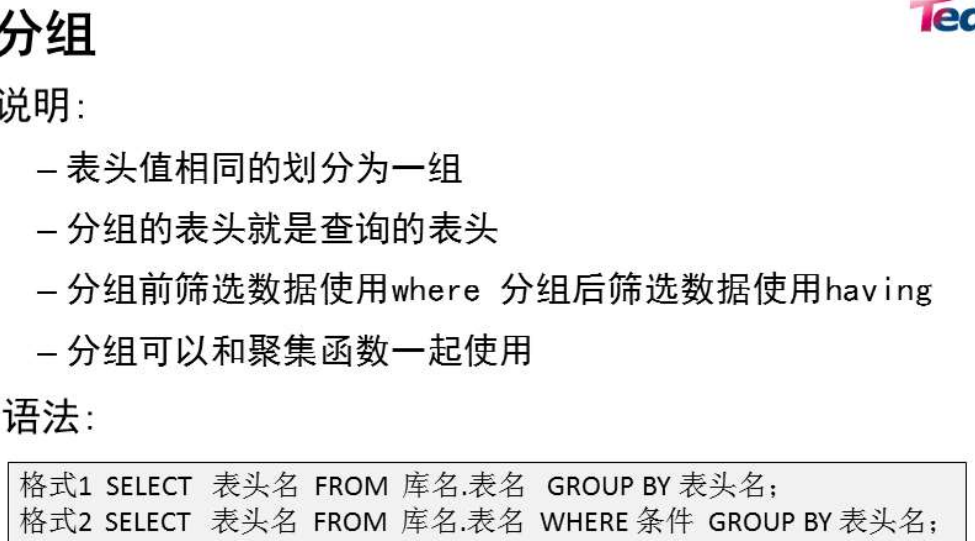 分组
说明:
– 表头值相同的划分为一组
– 分组的表头就是查询的表头
– 分组前筛选数据使用where 分组后筛选数据使用having
– 分组可以和聚集函数一起使用
语法:
格式1 SELECT 表头名 FROM 库名.表名 GROUP BY 表头名;
格式2 SELECT 表头名 FROM 库名.表名 WHERE 条件 GROUP BY 表头名;